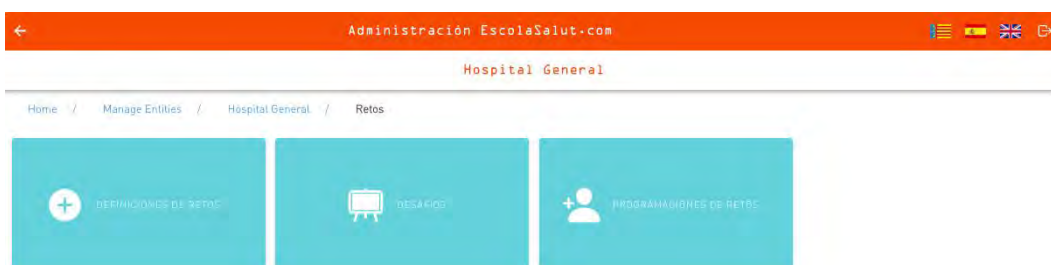 Administración EscolaSalut.com
Hospital General
Home / Manage Entities / Hospital General / Retos
DEFINICIONES DE RETOS
DESAFIOS
PROGRAMACIONES DE RETOS